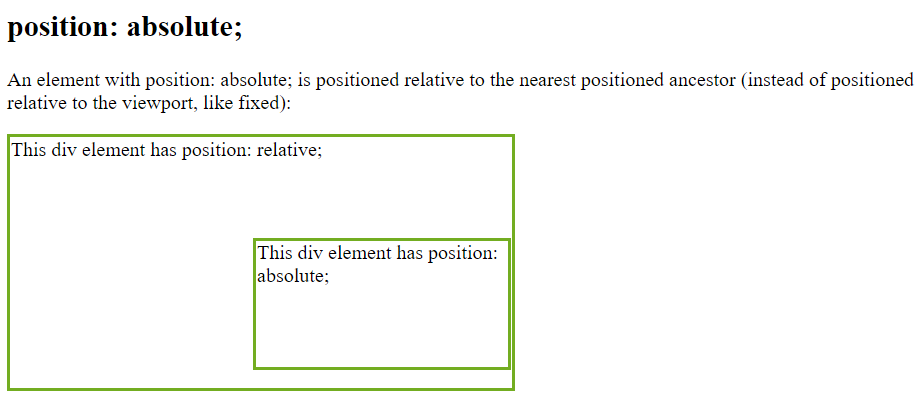 position: absolute;
An element with position: absolute; is positioned relative to the nearest positioned ancestor (instead of positioned
relative to the viewport, like fixed):
This div element has position: relative;
This div element has position:
absolute;